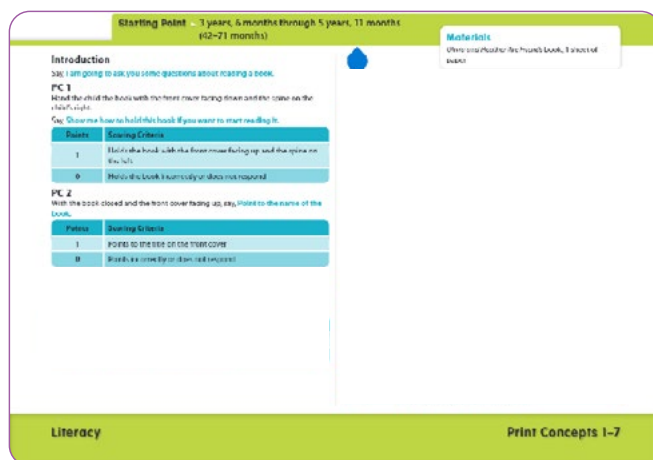 Starting Point – 3 years, 6 months through 5 years, 11 months
(42–71 months)
Materials
Friends book, 1 sheet of
paper
Introduction
Say, I am going to ask you some questions about reading a book.
PC 1
Hand the child the book with the front cover facing down and the spine on the
child's right.
Say, Show me how to hold this book if you want to start reading it.
Points Scoring Criteria
1 Holds the book with the front cover facing up and the spine on
the left
0 Holds the book incorrectly or does not respond
PC 2
With the book closed and the front cover facing up, say, Point to the name of the
book.
Points Scoring Criteria
1 Points to the title on the front cover
0 Points incorrectly or does not respond
Literacy
Print Concepts 1–7